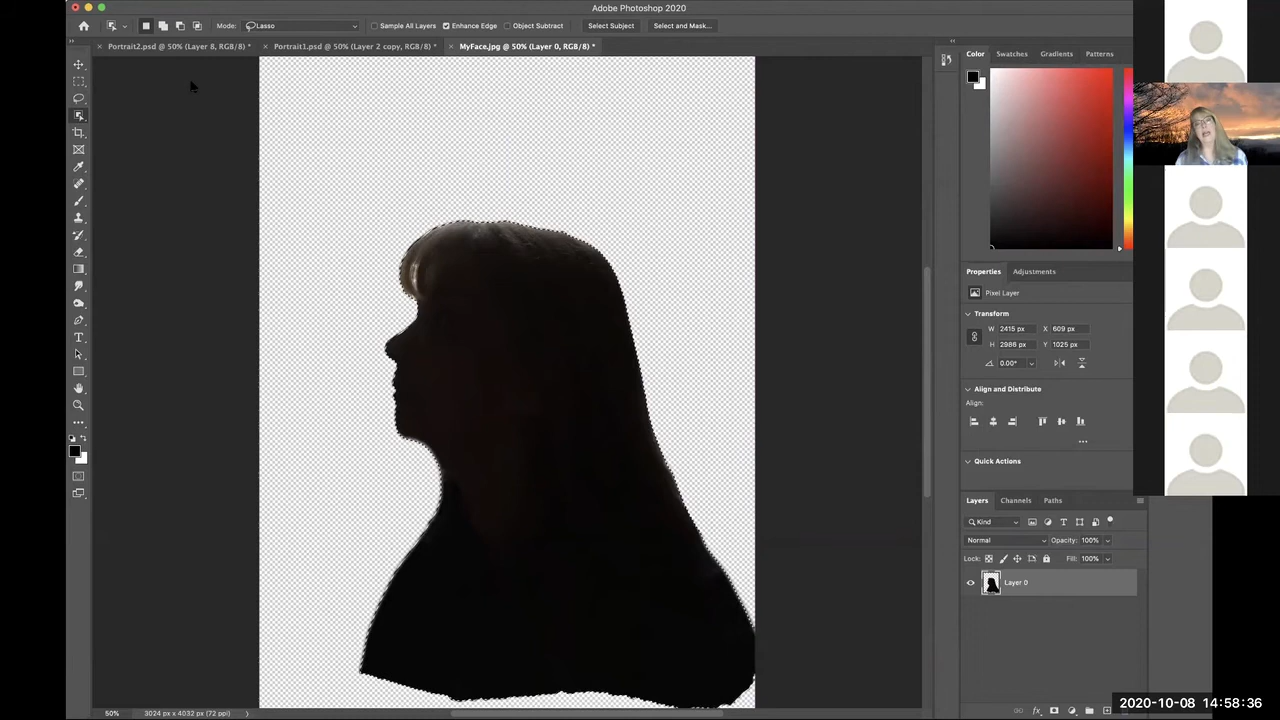 Adobe Photoshop 2020
Mode: Lasso Sample All Layers Enhance Edge Object Subtract Select Subject Select and Mask...
Portrait2.psd @ 50% (Layer 8, RGB/8) * Portrait1.psd @ 50% (Layer 2 copy, RGB/8) * MyFace.jpg @ 50% (Layer 0, RGB/8) *
Color Swatches Gradients Patterns
Properties Adjustments
Pixel Layer
Transform
W 2415 px X 609 px
H 2986 px Y 1025 px
0.00°
Align and Distribute
Align:
Quick Actions
Layers Channels Paths
Kind
Normal Opacity: 100%
Lock: Fill: 100%
Layer 0
50% 3024 px x 4032 px (72 ppi)
2020-10-08 14:58:36